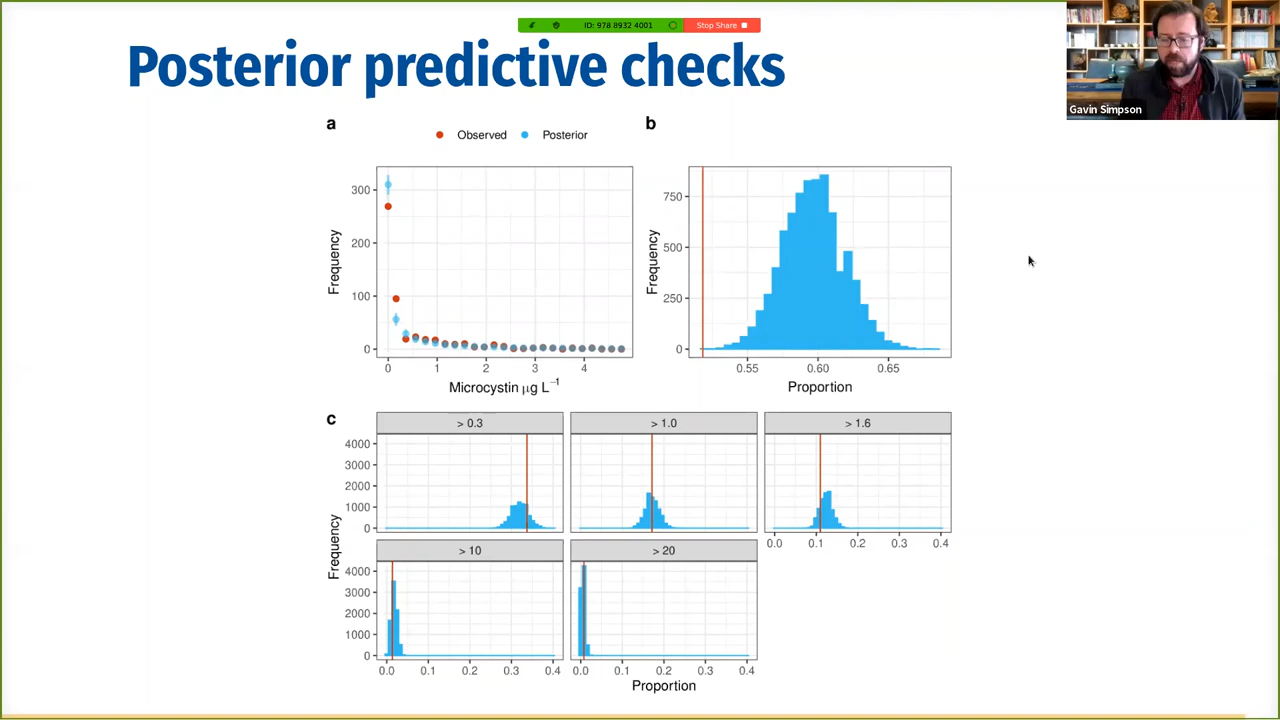 ID: 978 8932 4001
Stop Share
Posterior predictive checks
Gavin Simpson
a
Observed
Posterior
b
300
200
100
0
Frequency
0 1 2 3 4
Microcystin μg L⁻¹
750
500
250
0
Frequency
0.55 0.60 0.65
Proportion
c
> 0.3
> 1.0
> 1.6
4000
3000
2000
1000
0
0.0 0.1 0.2 0.3 0.4
Frequency
> 10
> 20
4000
3000
2000
1000
0
0.0 0.1 0.2 0.3 0.4
0.0 0.1 0.2 0.3 0.4
Proportion